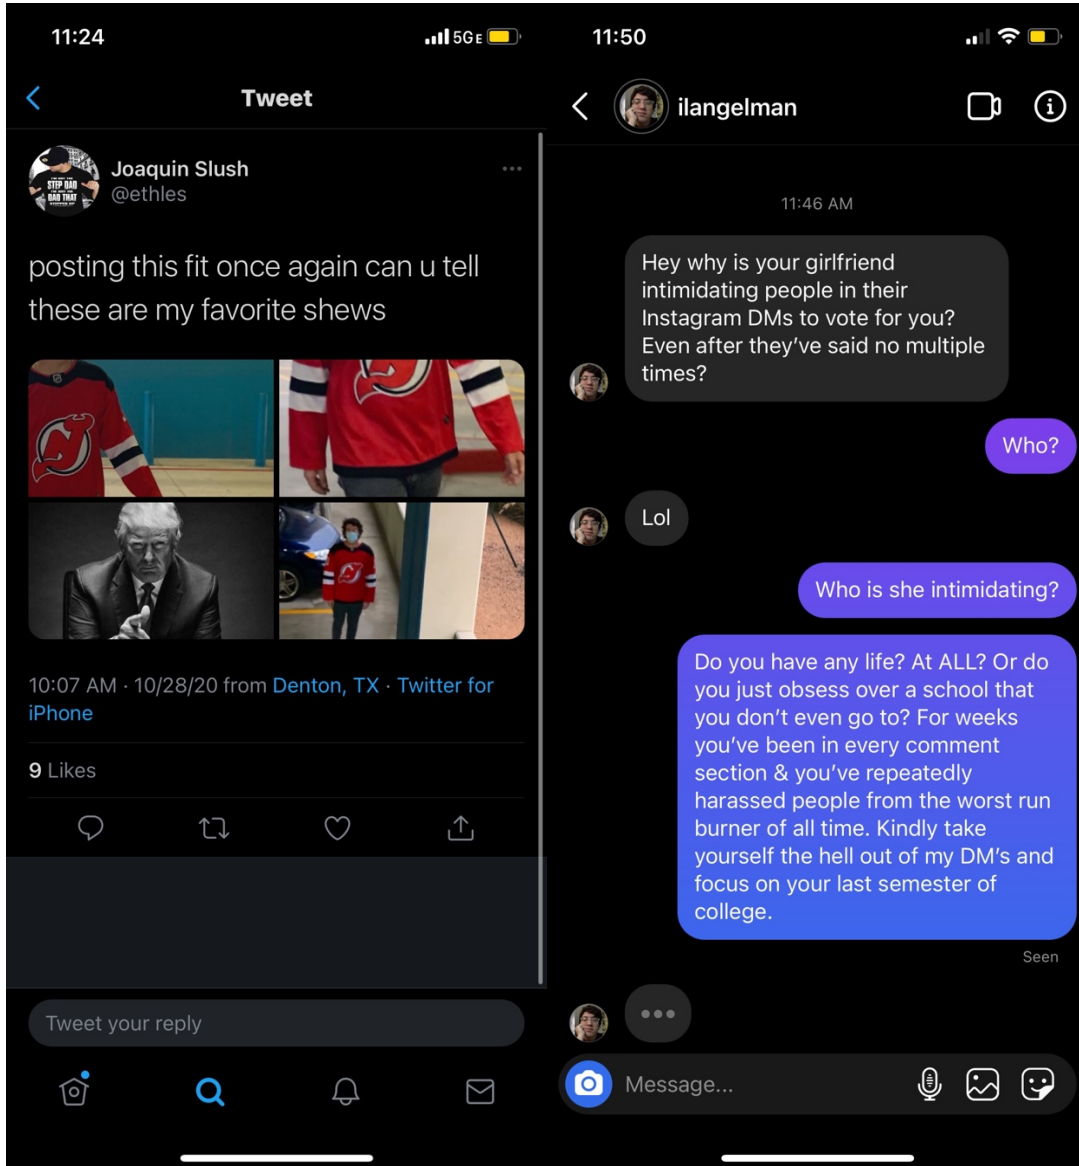 11:24
5GE
Tweet
Joaquin Slush
@ethles
STEP DAD
DAD THAT
posting this fit once again can u tell
these are my favorite shews
10:07 AM · 10/28/20 from Denton, TX · Twitter for
iPhone
9 Likes
Tweet your reply
11:50
ilangelman
11:46 AM
Hey why is your girlfriend
intimidating people in their
Instagram DMs to vote for you?
Even after they've said no multiple
times?
Who?
Lol
Who is she intimidating?
Do you have any life? At ALL? Or do
you just obsess over a school that
you don't even go to? For weeks
you've been in every comment
section & you've repeatedly
harassed people from the worst run
burner of all time. Kindly take
yourself the hell out of my DM's and
focus on your last semester of
college.
Seen
Message...